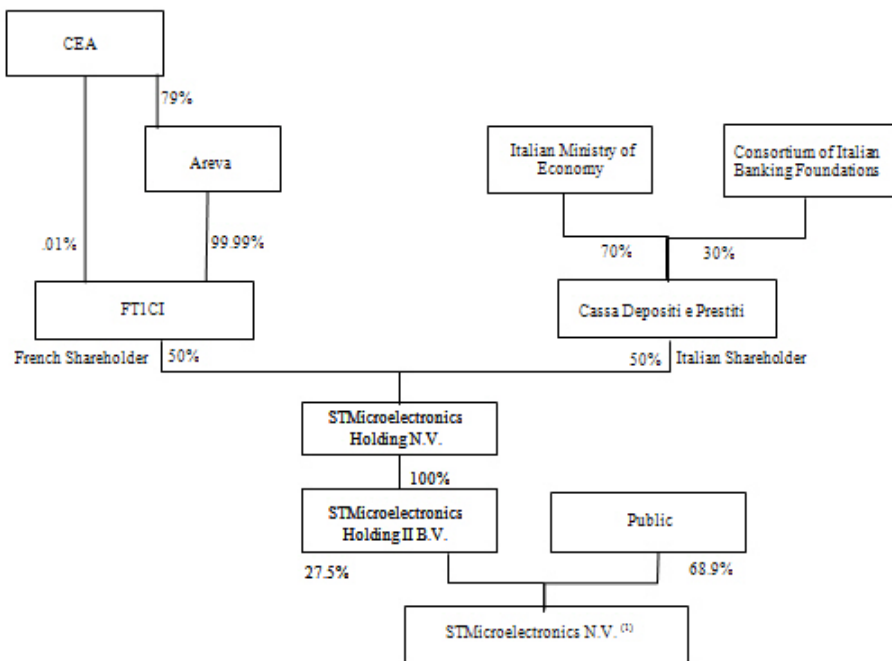 CEA
79%
Areva
Italian Ministry of
Economy
Consortium of Italian
Banking Foundations
.01%
99.99%
70%
30%
FT1CI
Cassa Depositi e Prestiti
French Shareholder
50%
50%
Italian Shareholder
STMicroelectronics
Holding N.V.
100%
STMicroelectronics
Holding II B.V.
Public
27.5%
68.9%
STMicroelectronics N.V. (1)